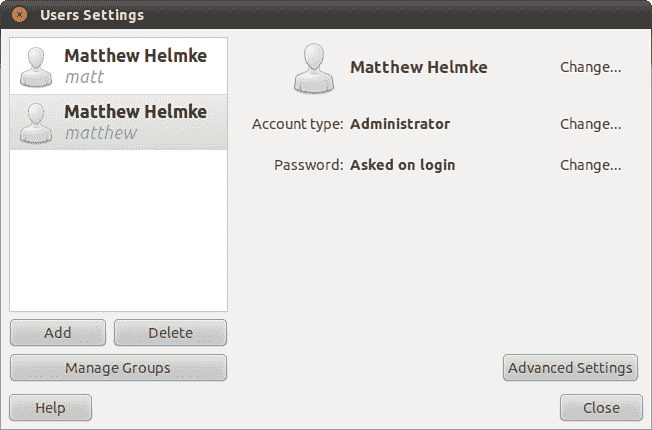 Users Settings
Matthew Helmke
matt
Matthew Helmke
matthew
Matthew Helmke Change...
Account type: Administrator Change...
Password: Asked on login Change...
Add Delete
Manage Groups
Advanced Settings
Help
Close